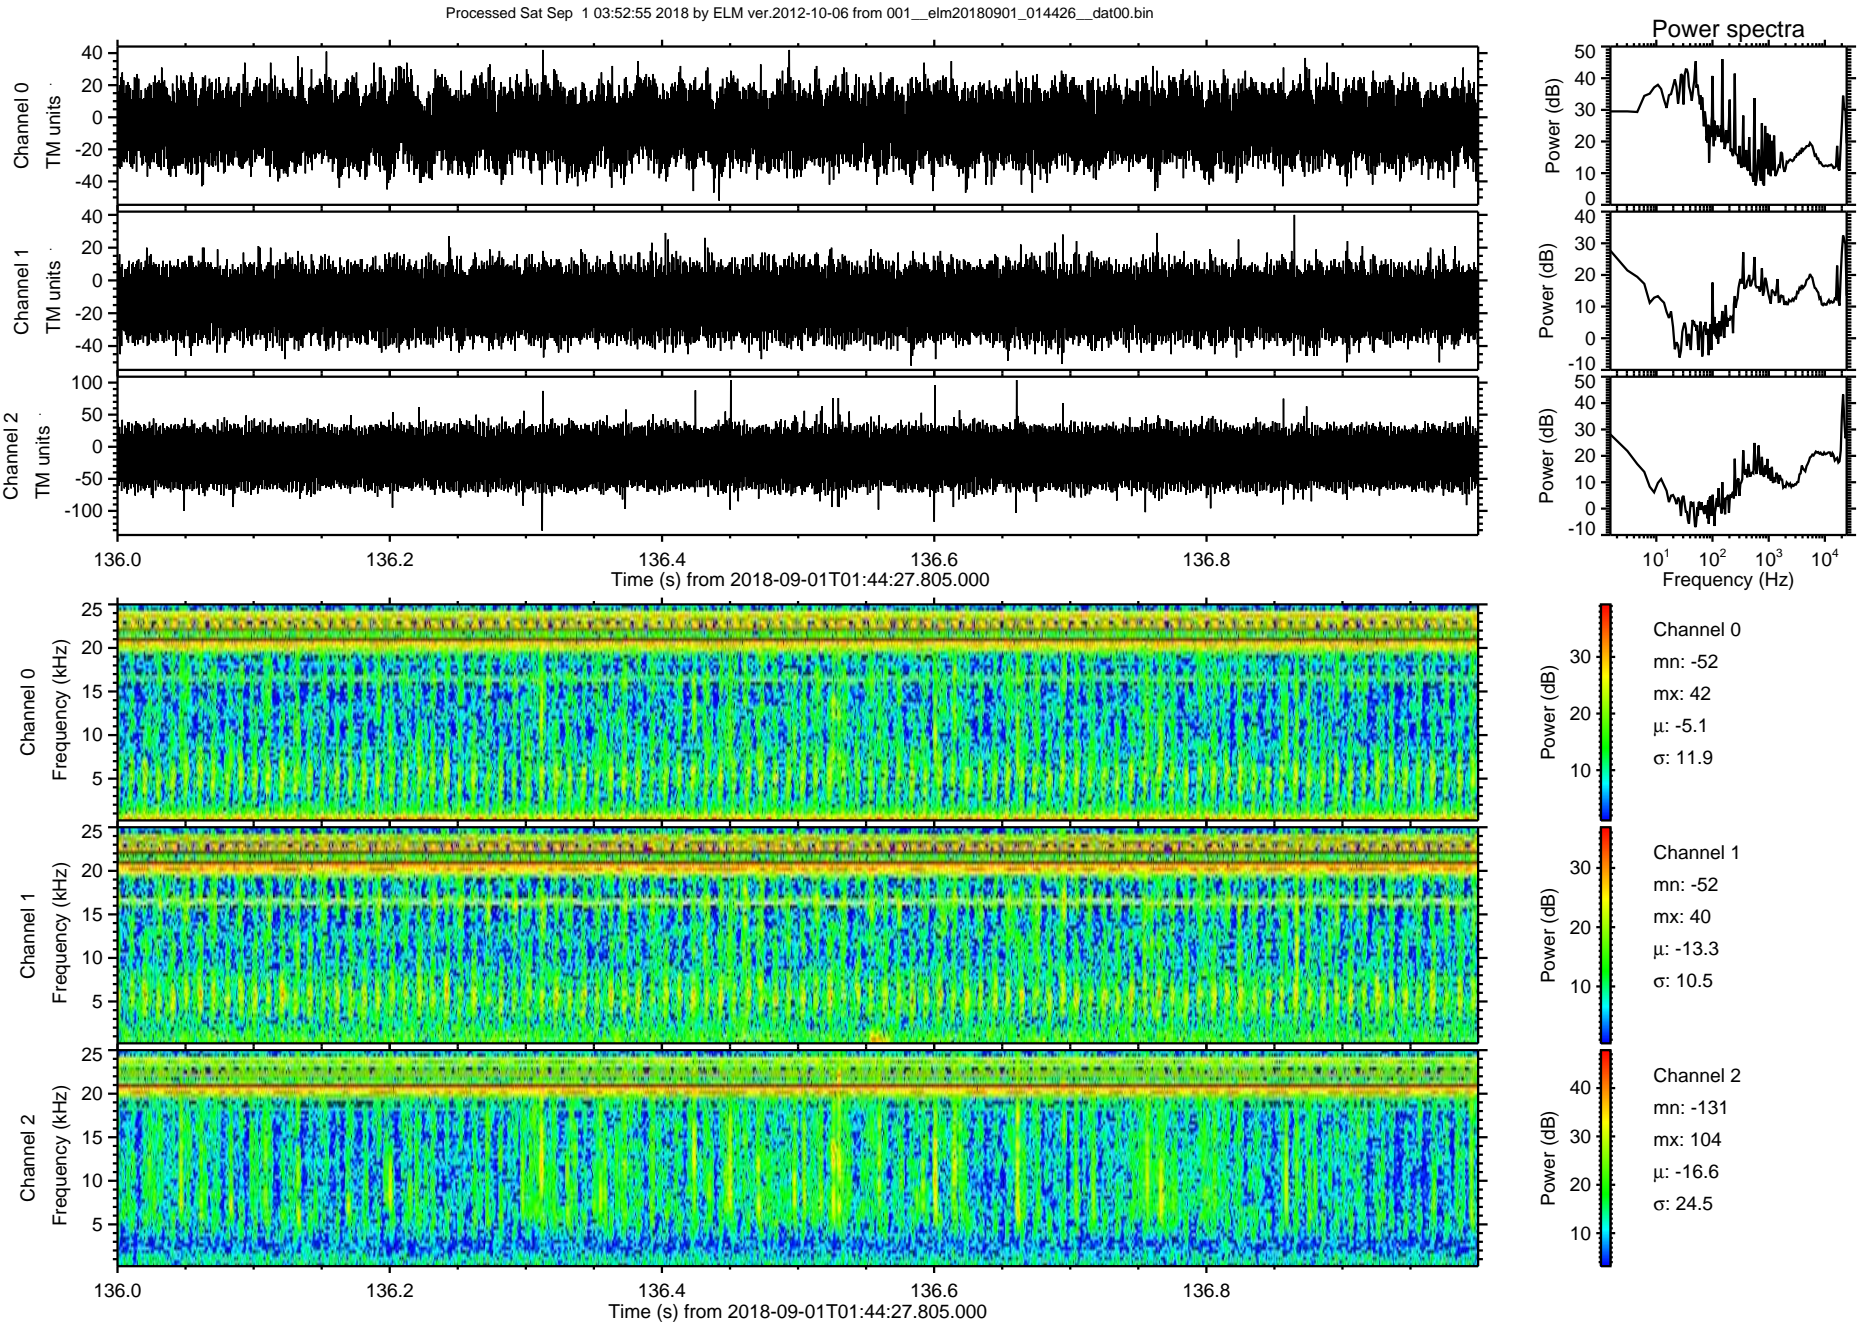 Processed Sat Sep 1 03:52:55 2018 by ELM ver.2012-10-06 from 001__elm20180901_014426__dat00.bin
Power spectra
Channel 0
TM units
40
20
0
-20
-40
Power (dB)
50
40
30
20
10
0
Channel 1
TM units
40
20
0
-20
-40
Power (dB)
40
30
20
10
0
-10
Channel 2
TM units
100
50
0
-50
-100
Power (dB)
50
40
30
20
10
0
-10
136.0 136.2 136.4 136.6 136.8
Time (s) from 2018-09-01T01:44:27.805.000
10¹ 10² 10³ 10⁴
Frequency (Hz)
Channel 0
Frequency (kHz)
25
20
15
10
5
Power (dB)
30
20
10
Channel 0
mn: -52
mx: 42
μ: -5.1
σ: 11.9
Channel 1
Frequency (kHz)
25
20
15
10
5
Power (dB)
30
20
10
Channel 1
mn: -52
mx: 40
μ: -13.3
σ: 10.5
Channel 2
Frequency (kHz)
25
20
15
10
5
Power (dB)
40
30
20
10
Channel 2
mn: -131
mx: 104
μ: -16.6
σ: 24.5
136.0 136.2 136.4 136.6 136.8
Time (s) from 2018-09-01T01:44:27.805.000